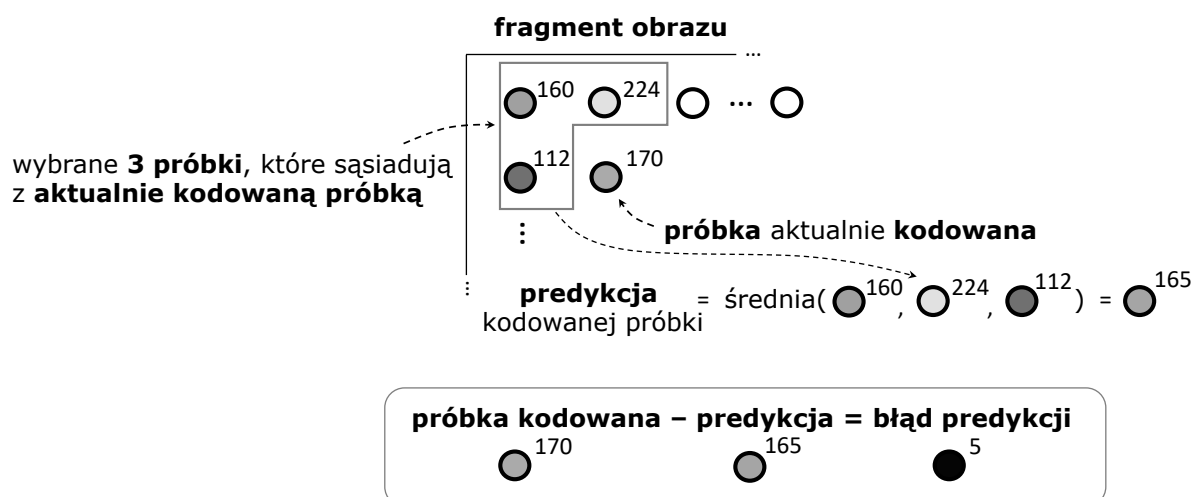 fragment obrazu
...
160 224 ...
wybrane 3 próbki, które sąsiadują
z aktualnie kodowaną próbką
112 170
...
próbka aktualnie kodowana
...
predykcja
kodowanej próbki
= średnia( 160 , 224 , 112 ) = 165
próbka kodowana – predykcja = błąd predykcji
170 165 5